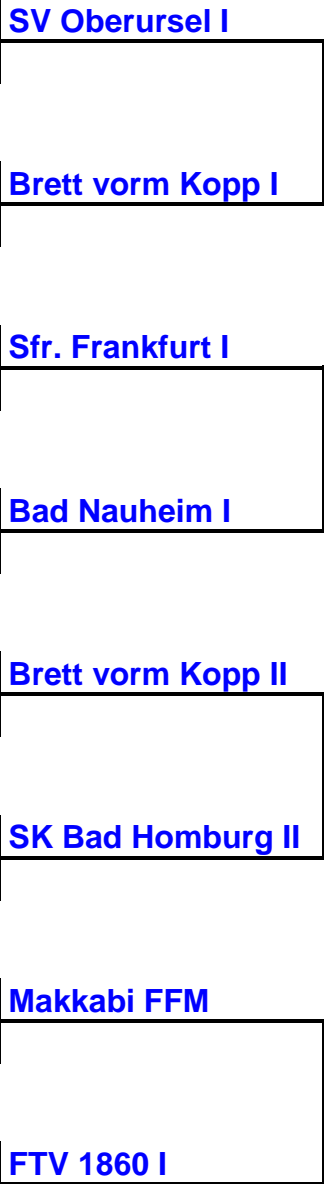 SV Oberursel I
Brett vorm Kopp I
Sfr. Frankfurt I
Bad Nauheim I
Brett vorm Kopp II
SK Bad Homburg II
Makkabi FFM
FTV 1860 I